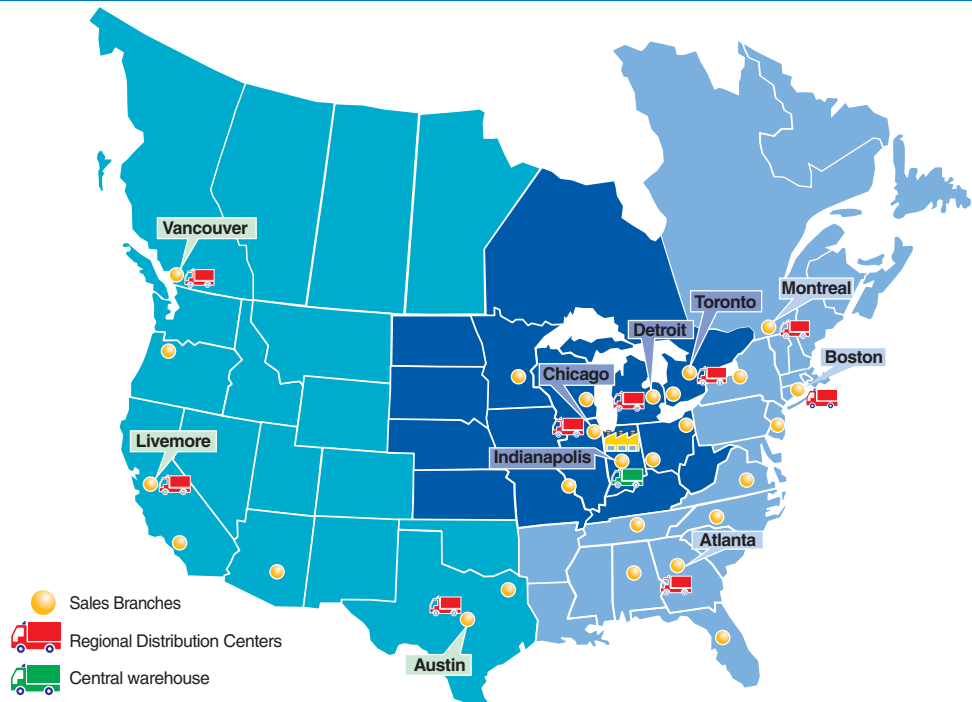 Vancouver
Montreal
Toronto
Detroit
Boston
Chicago
Livemore
Indianapolis
Atlanta
Sales Branches
Regional Distribution Centers
Austin
Central warehouse